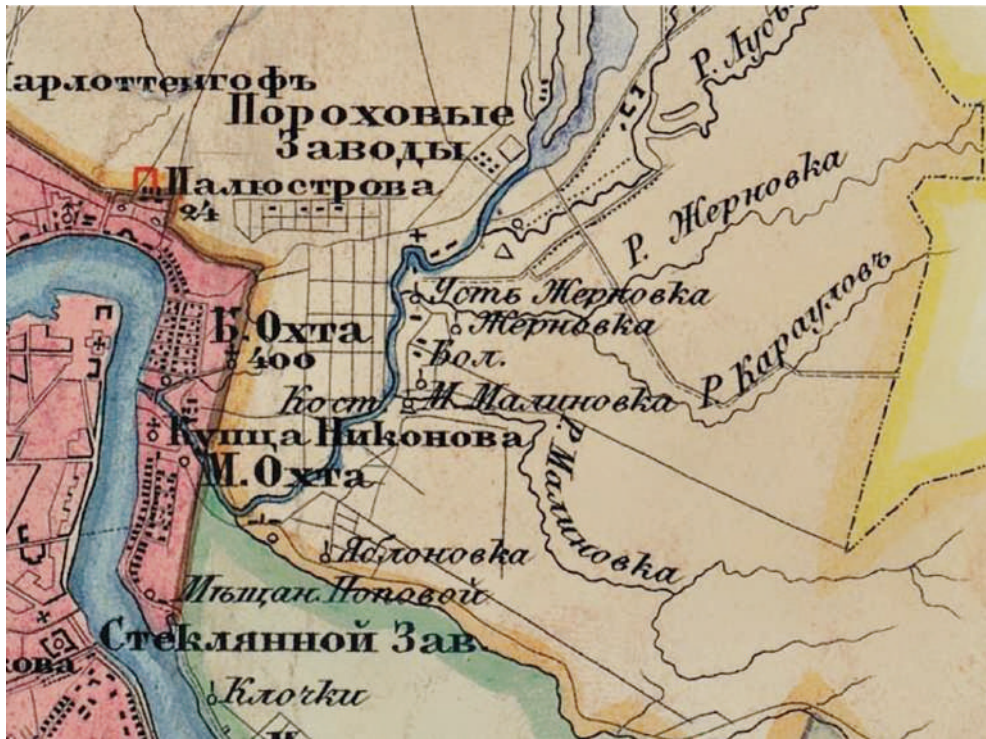 Р. Лубь
арлоттенгофъ
Пороховые
Заводы
Палюстрова
24
Р. Жерновка
Усть Жерновка
Жерновка
Р. Карауловъ
Б. Охта
400
Бол.
Кост
М. Малиновка
Купца Никонова
М. Охта
Р. Малиновка
Яблоновка
Мѣщан. Поповой
Стеклянной Зав.
кова
Клочки